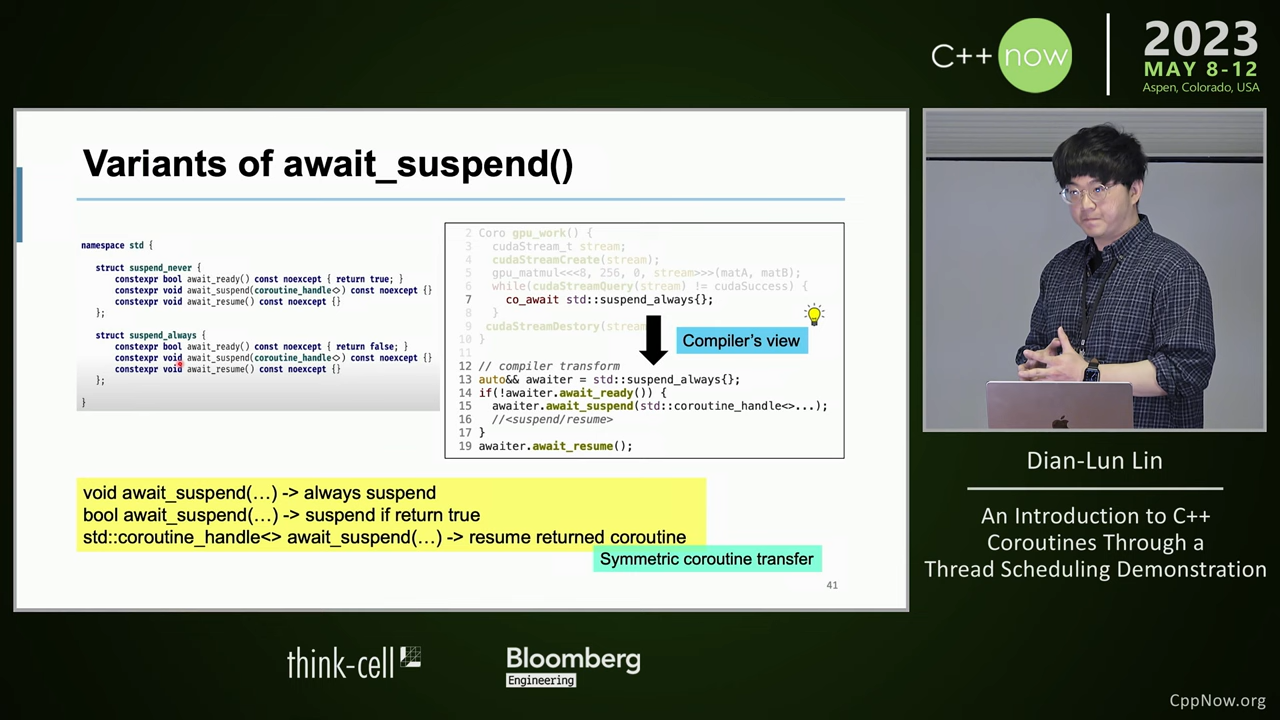 C++ now
2023
MAY 8-12
Aspen, Colorado, USA
Variants of await_suspend()
namespace std {
struct suspend_never {
constexpr bool await_ready() const noexcept { return true; }
constexpr void await_suspend(coroutine_handle<>) const noexcept {}
constexpr void await_resume() const noexcept {}
};
struct suspend_always {
constexpr bool await_ready() const noexcept { return false; }
constexpr void await_suspend(coroutine_handle<>) const noexcept {}
constexpr void await_resume() const noexcept {}
};
}
2 Coro gpu_work() {
3 cudaStream_t stream;
4 cudaStreamCreate(stream);
5 gpu_matmul<<<8, 256, 0, stream>>>(matA, matB);
6 while(cudaStreamQuery(stream) != cudaSuccess) {
7 co_await std::suspend_always{};
8 }
9 cudaStreamDestory(stream
10 }
11
Compiler's view
12 // compiler transform
13 auto&& awaiter = std::suspend_always{};
14 if(!awaiter.await_ready()) {
15 awaiter.await_suspend(std::coroutine_handle<>...);
16 //<suspend/resume>
17 }
19 awaiter.await_resume();
void await_suspend(…) -> always suspend
bool await_suspend(…) -> suspend if return true
std::coroutine_handle<> await_suspend(…) -> resume returned coroutine
Symmetric coroutine transfer
41
Dian-Lun Lin
An Introduction to C++
Coroutines Through a
Thread Scheduling Demonstration
think-cell
Bloomberg
Engineering
CppNow.org